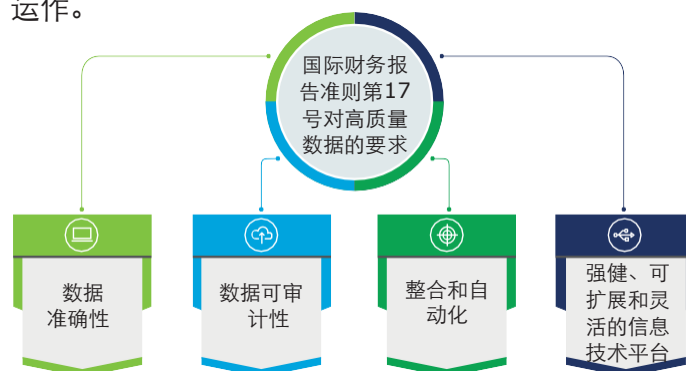 运作。
国际财务报
告准则第17
号对高质量
数据的要求
数据
准确性
数据可审
计性
整合和自
动化
强健、可
扩展和灵
活的信息
技术平台